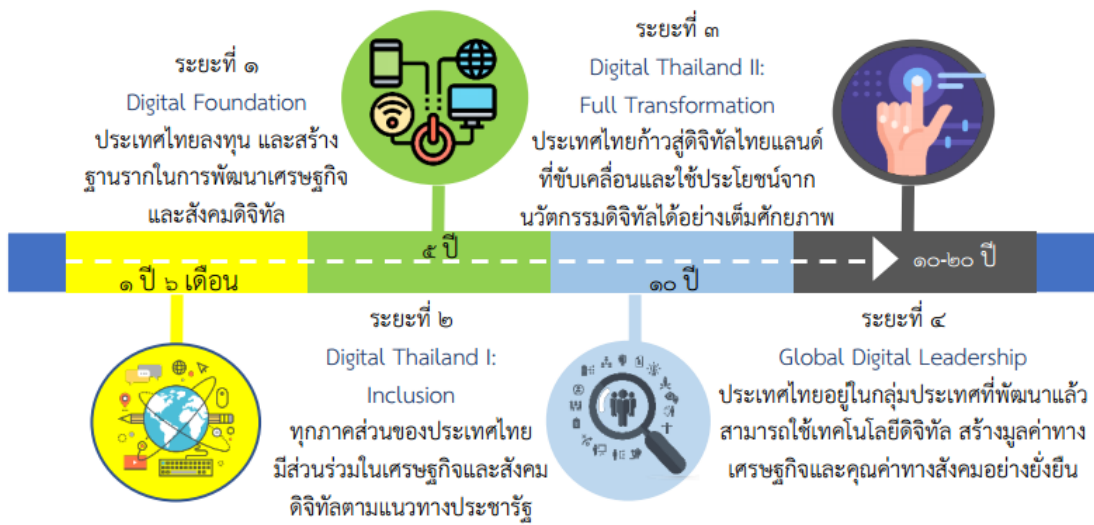 ระยะที่ ๑
Digital Foundation
ประเทศไทยลงทุน และสร้าง
ฐานรากในการพัฒนาเศรษฐกิจ
และสังคมดิจิทัล
ระยะที่ ๓
Digital Thailand II:
Full Transformation
ประเทศไทยก้าวสู่ดิจิทัลไทยแลนด์
ที่ขับเคลื่อนและใช้ประโยชน์จาก
นวัตกรรมดิจิทัลได้อย่างเต็มศักยภาพ
๑ ปี ๖ เดือน
๕ ปี
๑๐ ปี
๑๐-๒๐ ปี
ระยะที่ ๒
Digital Thailand I:
Inclusion
ทุกภาคส่วนของประเทศไทย
มีส่วนร่วมในเศรษฐกิจและสังคม
ดิจิทัลตามแนวทางประชารัฐ
ระยะที่ ๔
Global Digital Leadership
ประเทศไทยอยู่ในกลุ่มประเทศที่พัฒนาแล้ว
สามารถใช้เทคโนโลยีดิจิทัล สร้างมูลค่าทาง
เศรษฐกิจและคุณค่าทางสังคมอย่างยั่งยืน